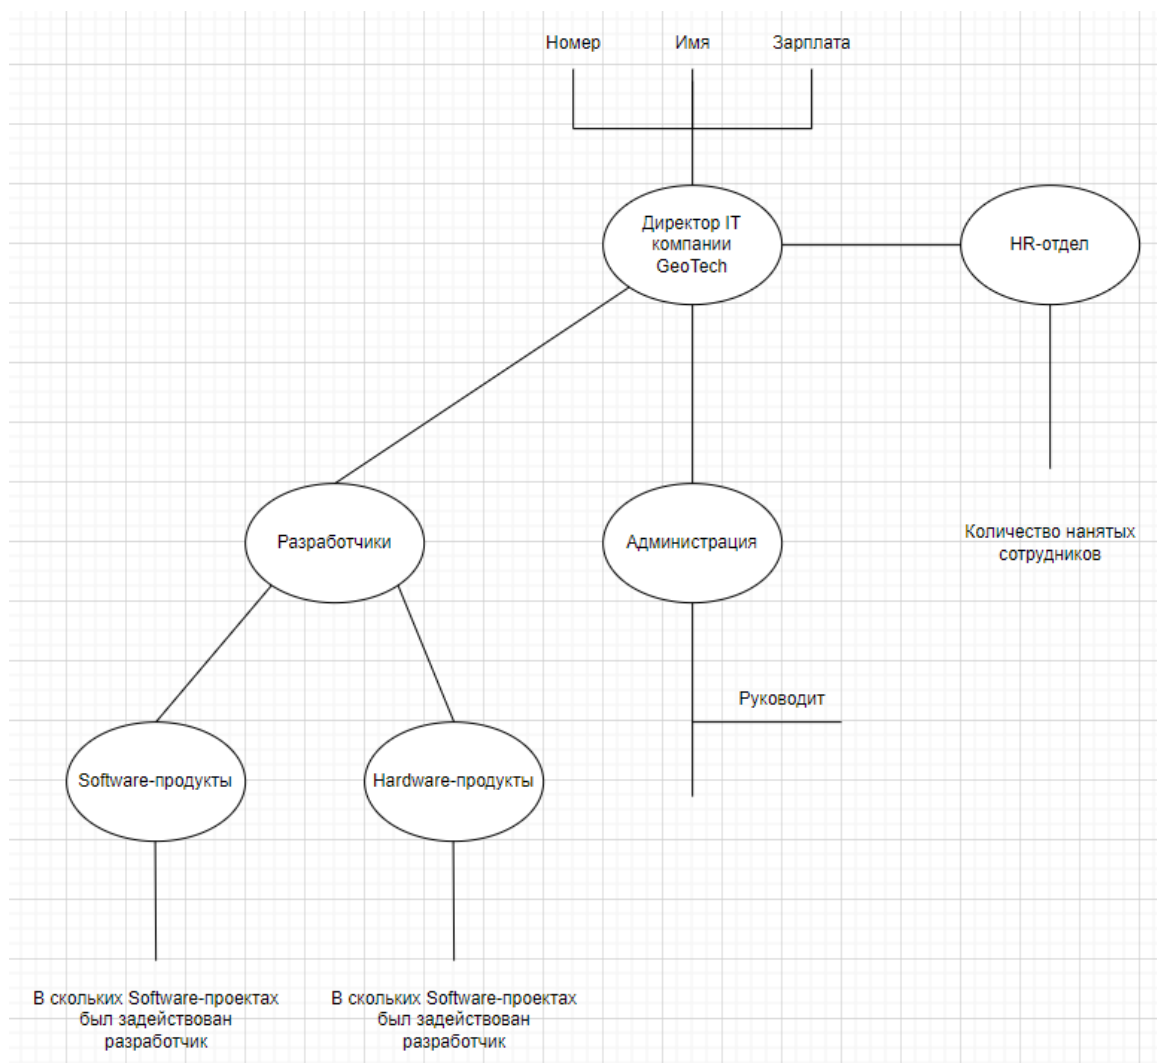 Номер
Имя
Зарплата
Директор IT
компании
GeoTech
HR-отдел
Разработчики
Администрация
Количество нанятых
сотрудников
Руководит
Software-продукты
Hardware-продукты
В скольких Software-проектах
был задействован
разработчик
В скольких Software-проектах
был задействован
разработчик